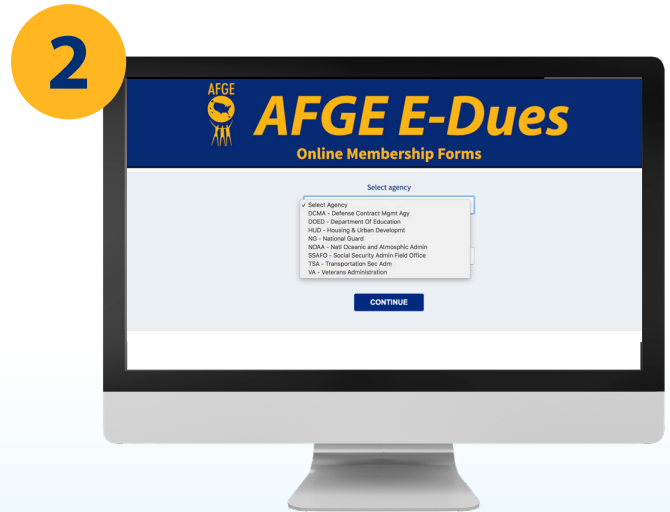 2
AFGE
AFGE E-Dues
Online Membership Forms
Select agency
✓ Select Agency
DCMA - Defense Contract Mgmt Agy
DOED - Department Of Education
HUD - Housing & Urban Developmt
NG - National Guard
NOAA - Natl Oceanic and Atmosphic Admin
SSAFO - Social Security Admin Field Office
TSA - Transportation Sec Adm
VA - Veterans Administration
CONTINUE